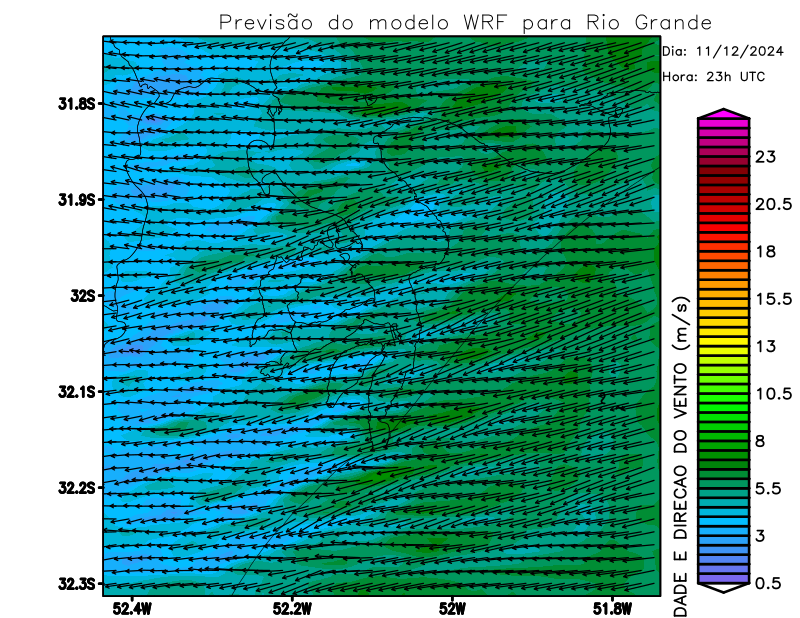 Previsão do modelo WRF para Rio Grande
Dia: 11/12/2024
Hora: 23h UTC
31.8S
31.9S
32S
32.1S
32.2S
32.3S
52.4W
52.2W
52W
51.8W
23
20.5
18
15.5
13
10.5
8
5.5
3
0.5
DADE E DIRECAO DO VENTO (m/s)